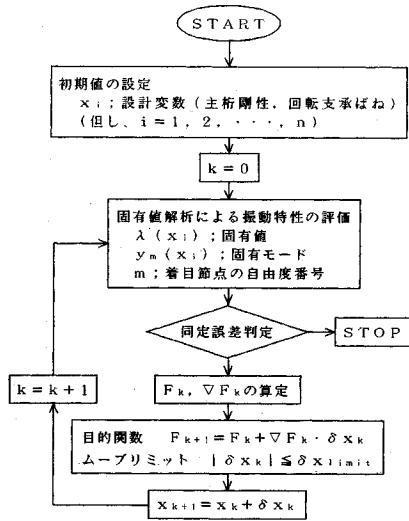 START
初期値の設定
xᵢ；設計変数（主桁剛性，回転支承ばね）
（但し、i＝1，2，・・・，n）
k＝0
固有値解析による振動特性の評価
λ（xᵢ）；固有値
yₘ（xᵢ）；固有モード
m；着目節点の自由度番号
同定誤差判定
STOP
k＝k＋1
Fₖ，∇Fₖの算定
目的関数 Fₖ₊₁＝Fₖ＋∇Fₖ・δxₖ
ムーブリミット |δxₖ|≦δxlimit
xₖ₊₁＝xₖ＋δxₖ